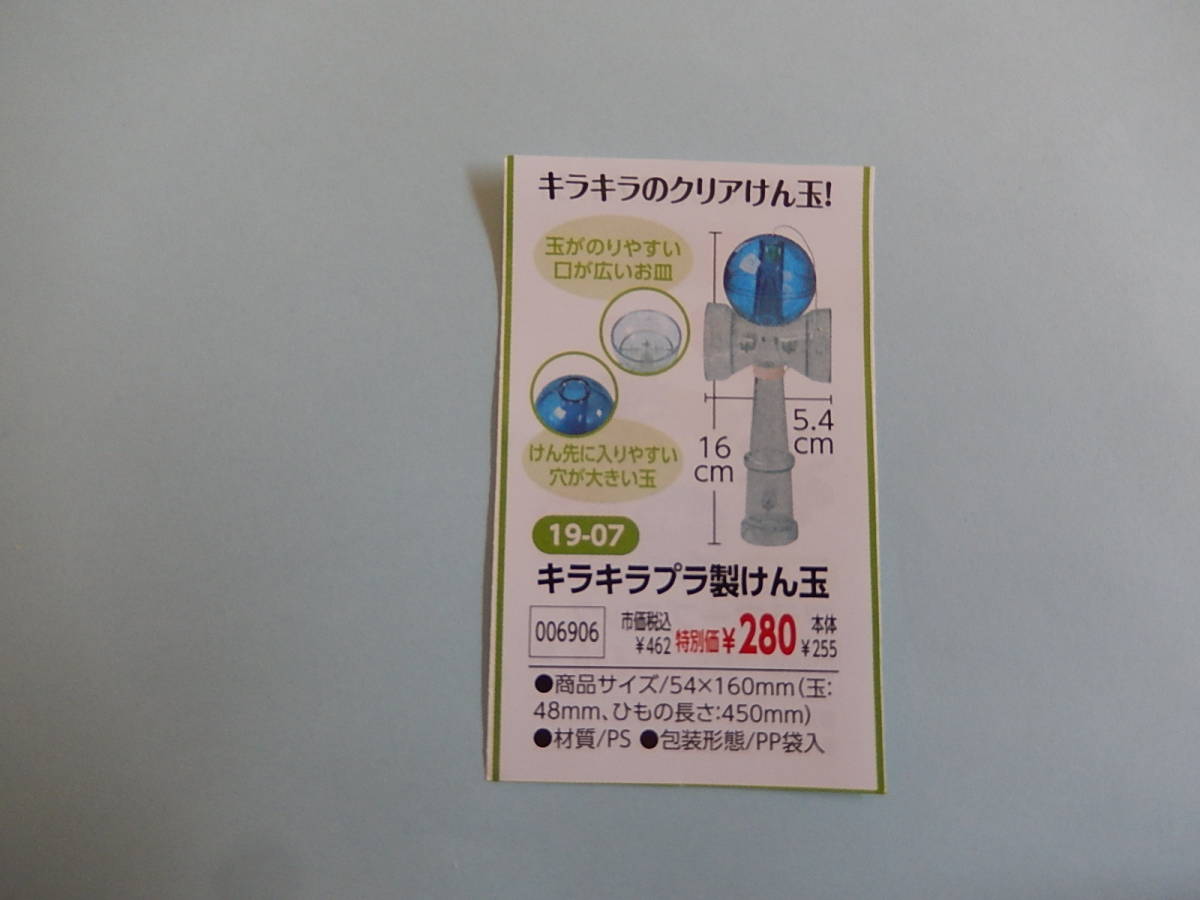 キラキラのクリアけん玉!
玉がのりやすい
口が広いお皿
けん先に入りやすい
穴が大きい玉
16
cm
5.4
cm
19-07
キラキラプラ製けん玉
006906 市価税込 ¥462 特別価¥280 本体 ¥255
●商品サイズ/54×160mm(玉:
48mm、ひもの長さ:450mm)
●材質/PS ●包装形態/PP袋入